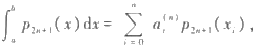 ∫_a^b p_{2n+1}(x)dx = ∑_{i=0}^{n} a_i^{(n)} p_{2n+1}(x_i),